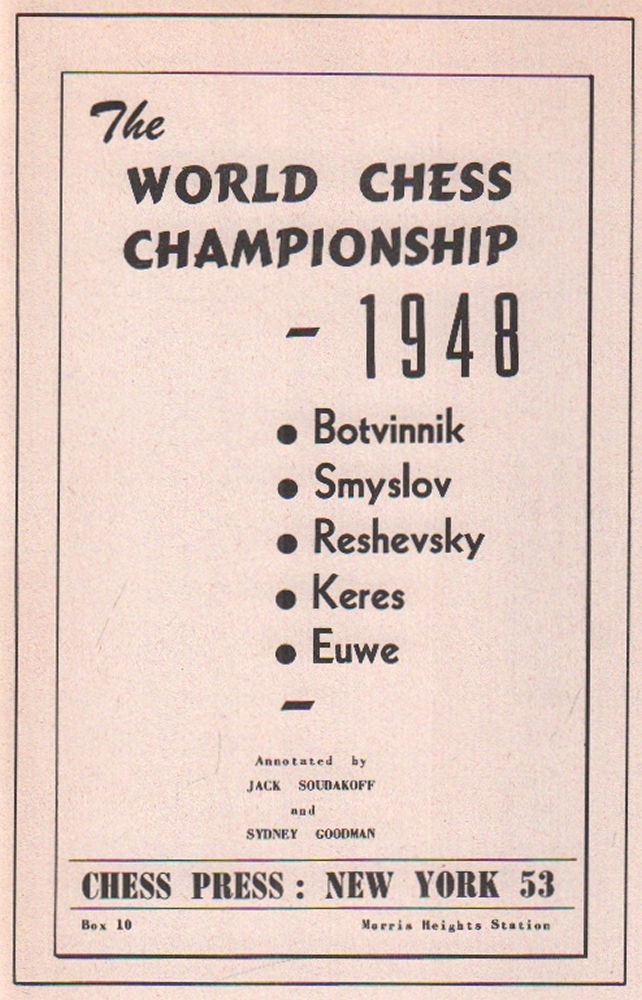 The
WORLD CHESS
CHAMPIONSHIP
- 1948
• Botvinnik
• Smyslov
• Reshevsky
• Keres
• Euwe
-
Annotated by
JACK SOUDAKOFF
and
SYDNEY GOODMAN
CHESS PRESS: NEW YORK 53
Box 10 Morris Heights Station